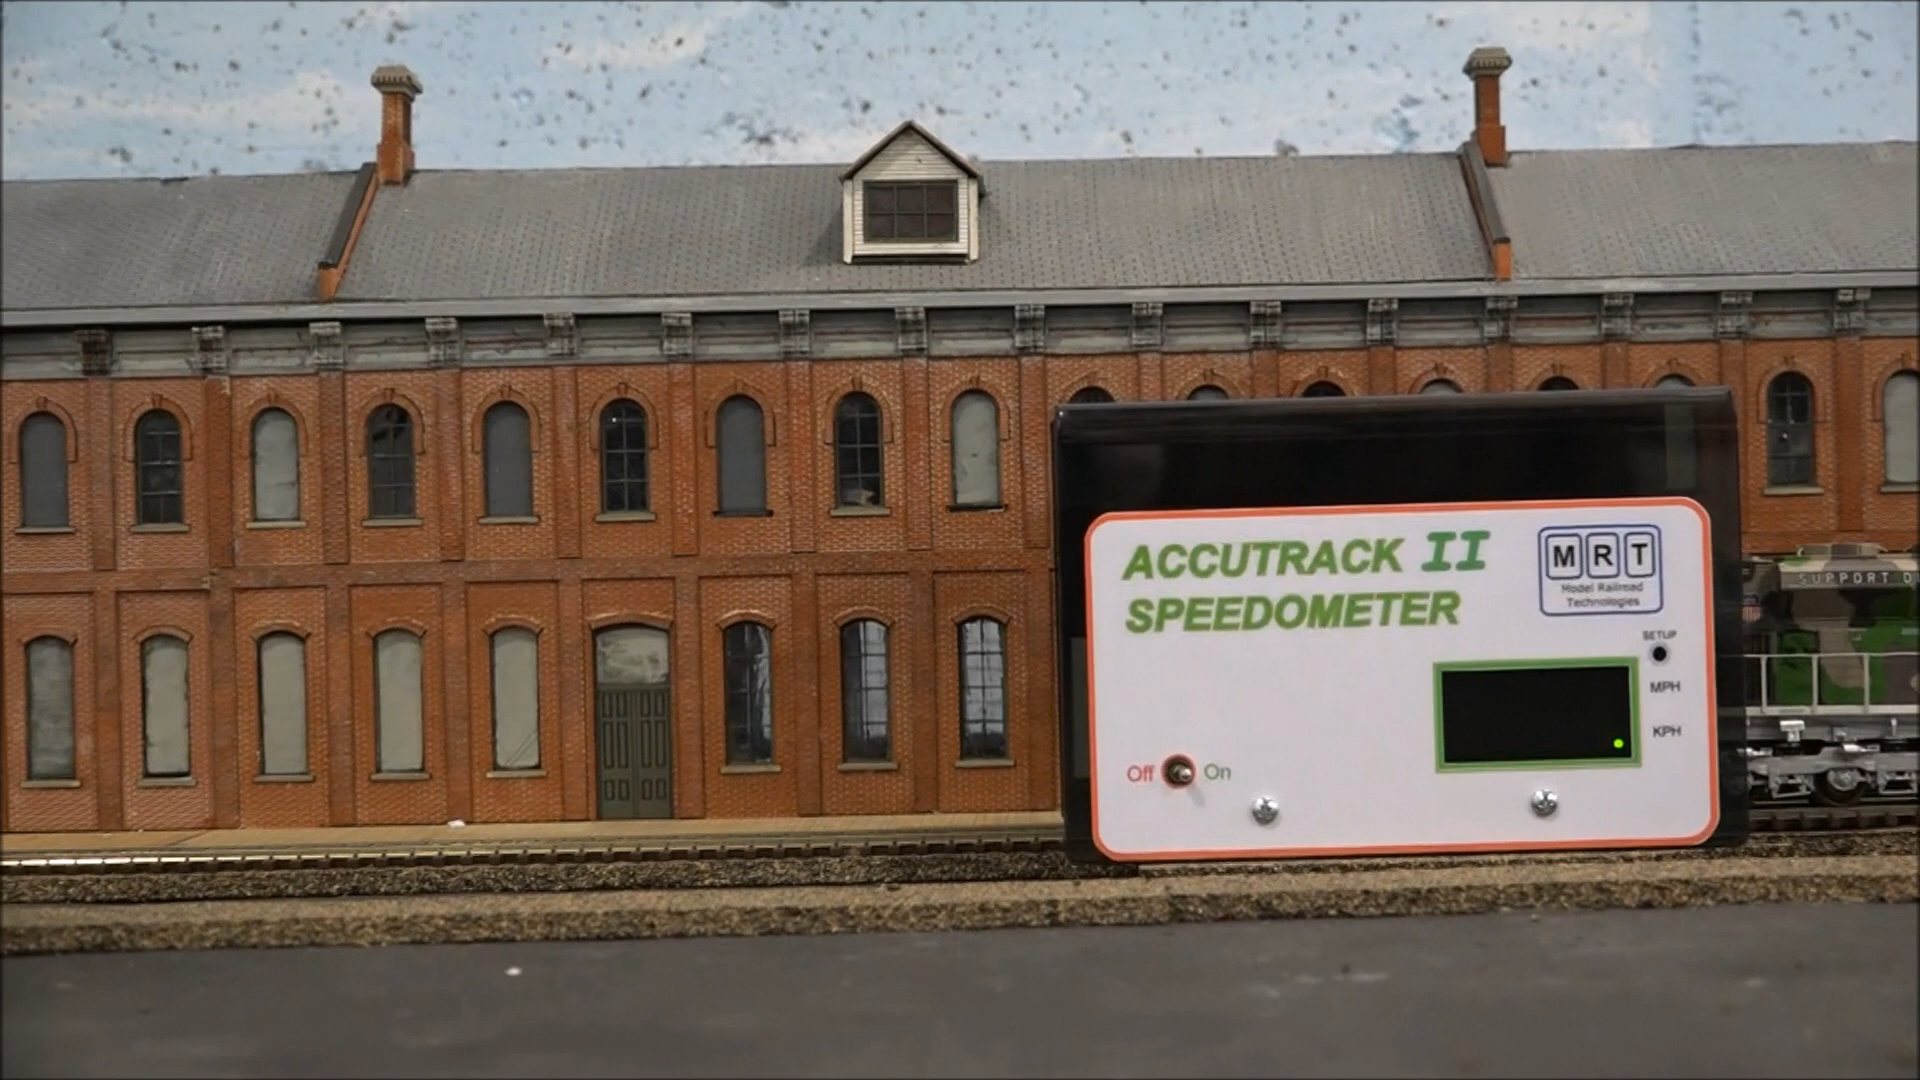 ACCUTRACK II
SPEEDOMETER
MRT
Model Railroad
Technologies
SETUP
MPH
KPH
Off On
SUPPORT